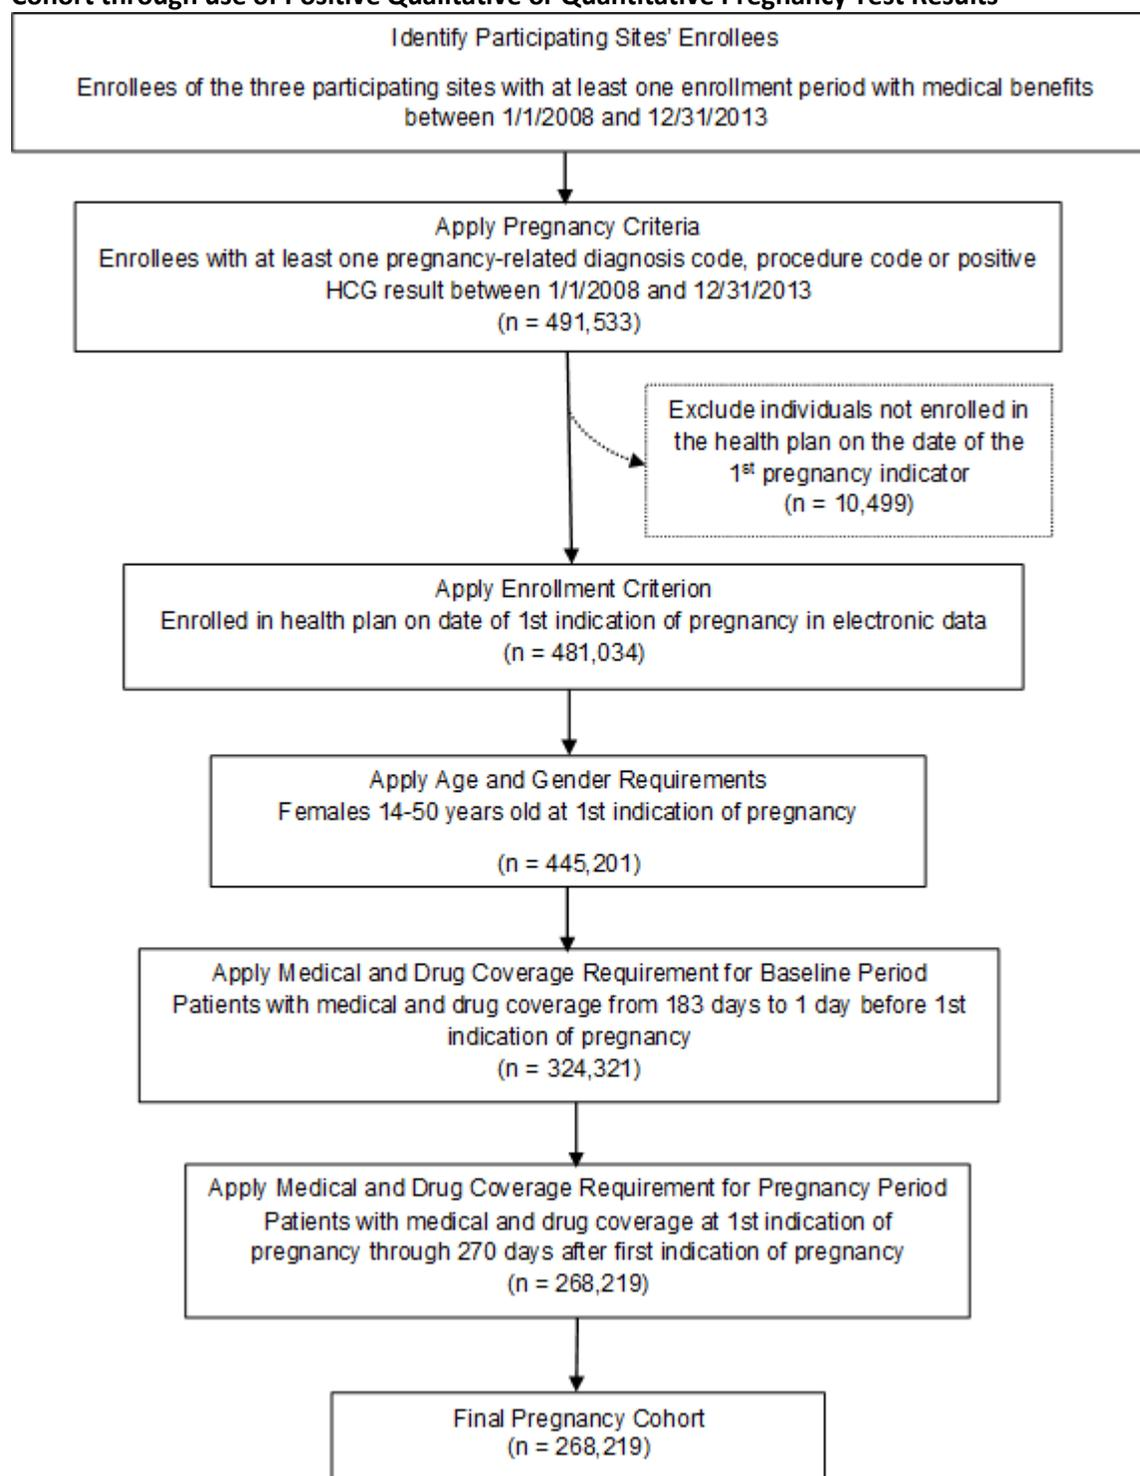 Cohort through use of Positive Qualitative or Quantitative Pregnancy Test Results
Identify Participating Sites' Enrollees
Enrollees of the three participating sites with at least one enrollment period with medical benefits
between 1/1/2008 and 12/31/2013
Apply Pregnancy Criteria
Enrollees with at least one pregnancy-related diagnosis code, procedure code or positive
HCG result between 1/1/2008 and 12/31/2013
(n = 491,533)
Exclude individuals not enrolled in
the health plan on the date of the
1st pregnancy indicator
(n = 10,499)
Apply Enrollment Criterion
Enrolled in health plan on date of 1st indication of pregnancy in electronic data
(n = 481,034)
Apply Age and Gender Requirements
Females 14-50 years old at 1st indication of pregnancy
(n = 445,201)
Apply Medical and Drug Coverage Requirement for Baseline Period
Patients with medical and drug coverage from 183 days to 1 day before 1st
indication of pregnancy
(n = 324,321)
Apply Medical and Drug Coverage Requirement for Pregnancy Period
Patients with medical and drug coverage at 1st indication of
pregnancy through 270 days after first indication of pregnancy
(n = 268,219)
Final Pregnancy Cohort
(n = 268,219)